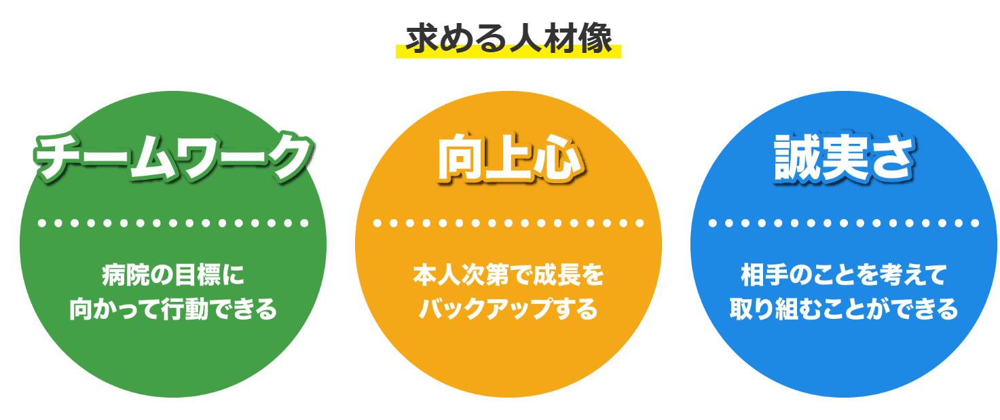 求める人材像
チームワーク
病院の目標に
向かって行動できる
向上心
本人次第で成長を
バックアップする
誠実さ
相手のことを考えて
取り組むことができる